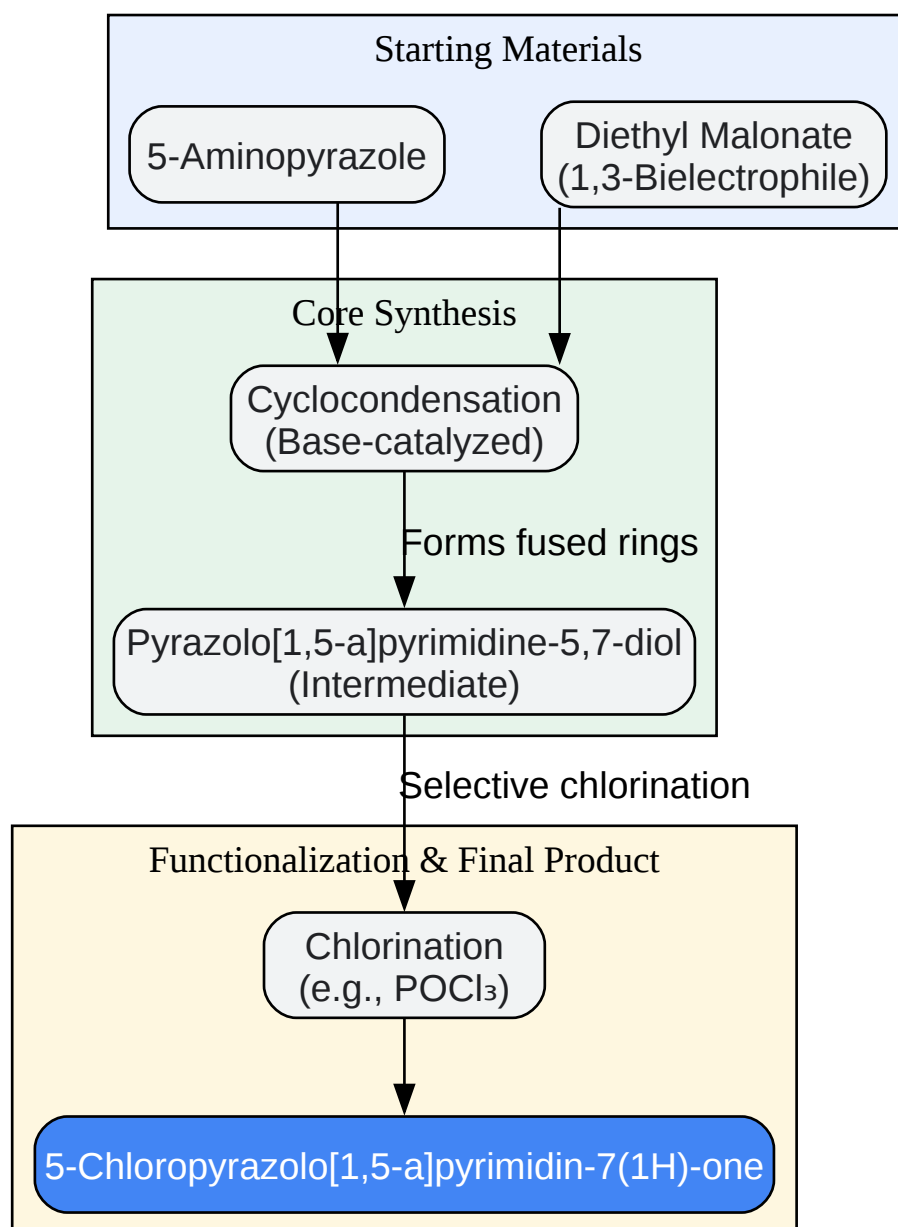 Starting Materials
5-Aminopyrazole
Diethyl Malonate
(1,3-Bielectrophile)
Core Synthesis
Cyclocondensation
(Base-catalyzed)
Forms fused rings
Pyrazolo[1,5-a]pyrimidine-5,7-diol
(Intermediate)
Selective chlorination
Functionalization & Final Product
Chlorination
(e.g., POCl₃)
5-Chloropyrazolo[1,5-a]pyrimidin-7(1H)-one